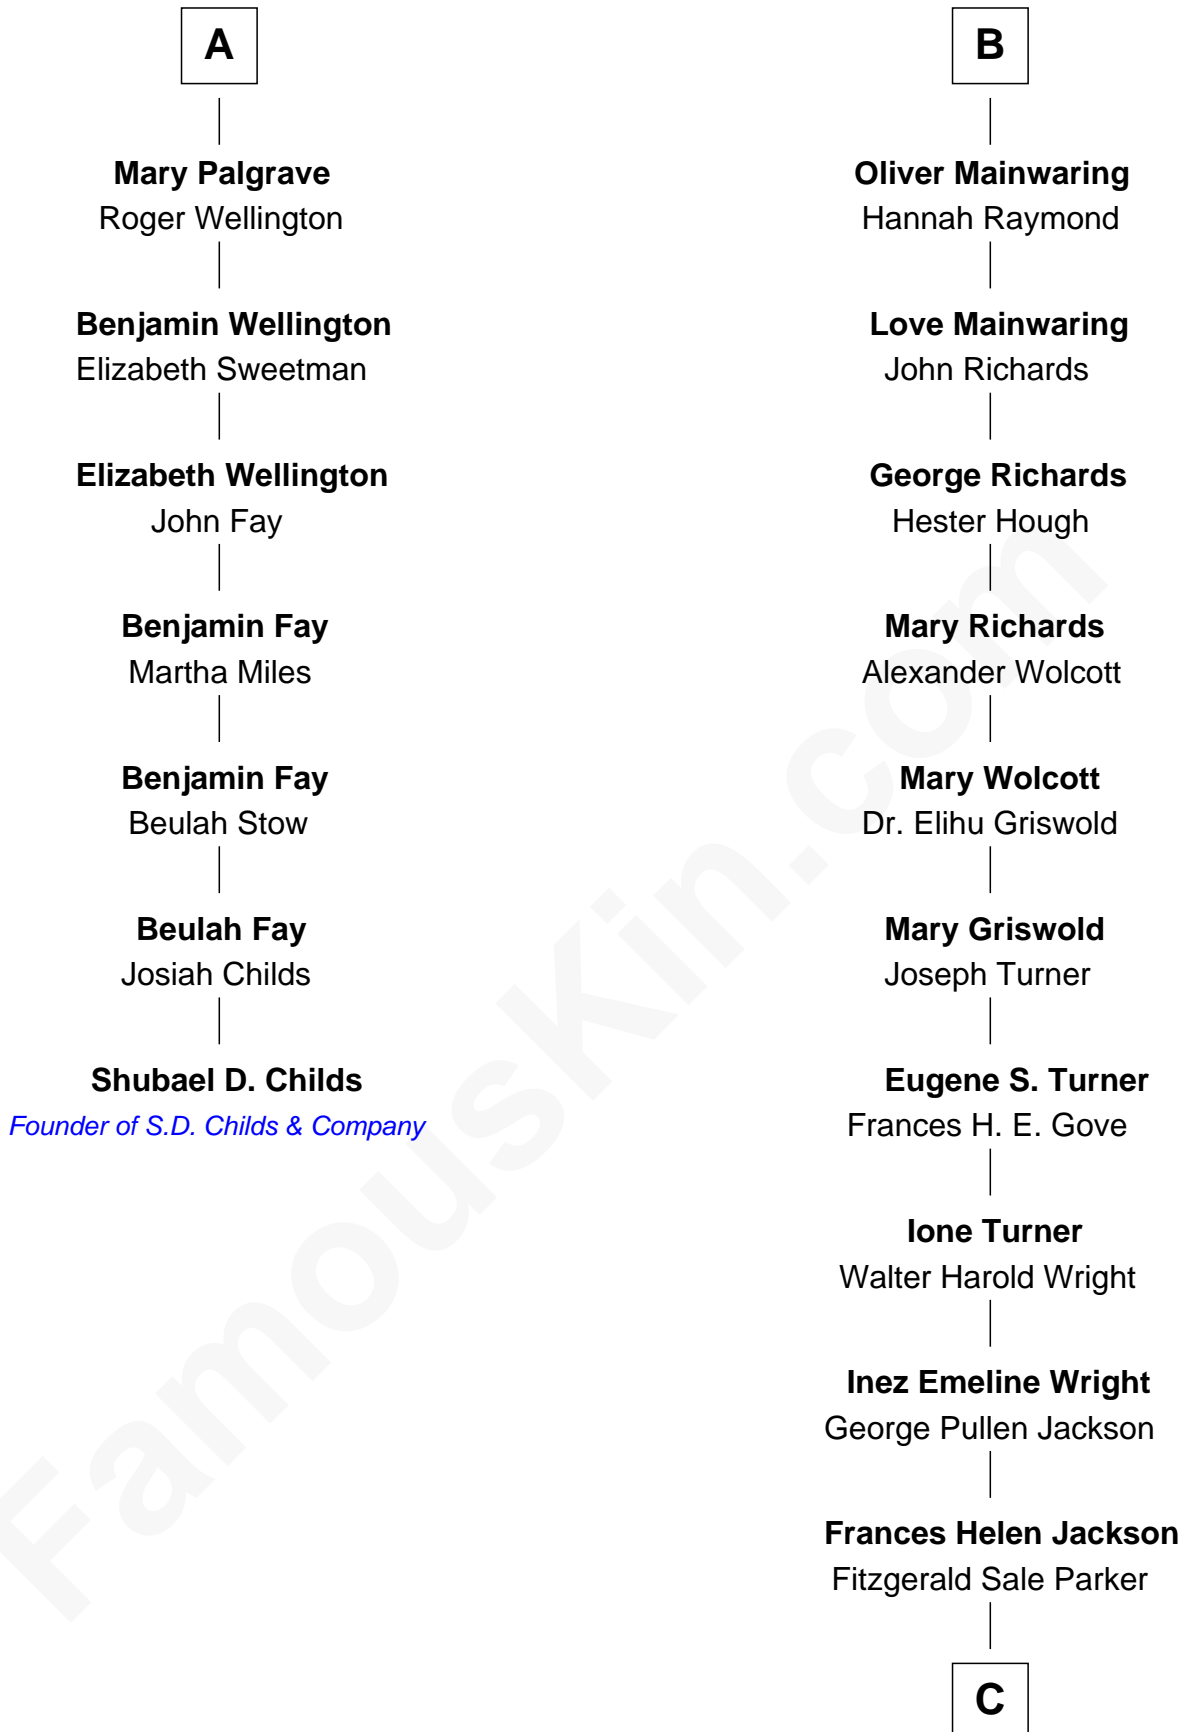 A
Mary Palgrave
Roger Wellington
Benjamin Wellington
Elizabeth Sweetman
Elizabeth Wellington
John Fay
Benjamin Fay
Martha Miles
Benjamin Fay
Beulah Stow
Beulah Fay
Josiah Childs
Shubael D. Childs
Founder of S.D. Childs & Company
B
Oliver Mainwaring
Hannah Raymond
Love Mainwaring
John Richards
George Richards
Hester Hough
Mary Richards
Alexander Wolcott
Mary Wolcott
Dr. Elihu Griswold
Mary Griswold
Joseph Turner
Eugene S. Turner
Frances H. E. Gove
Ione Turner
Walter Harold Wright
Inez Emeline Wright
George Pullen Jackson
Frances Helen Jackson
Fitzgerald Sale Parker
C
FamousKin.com